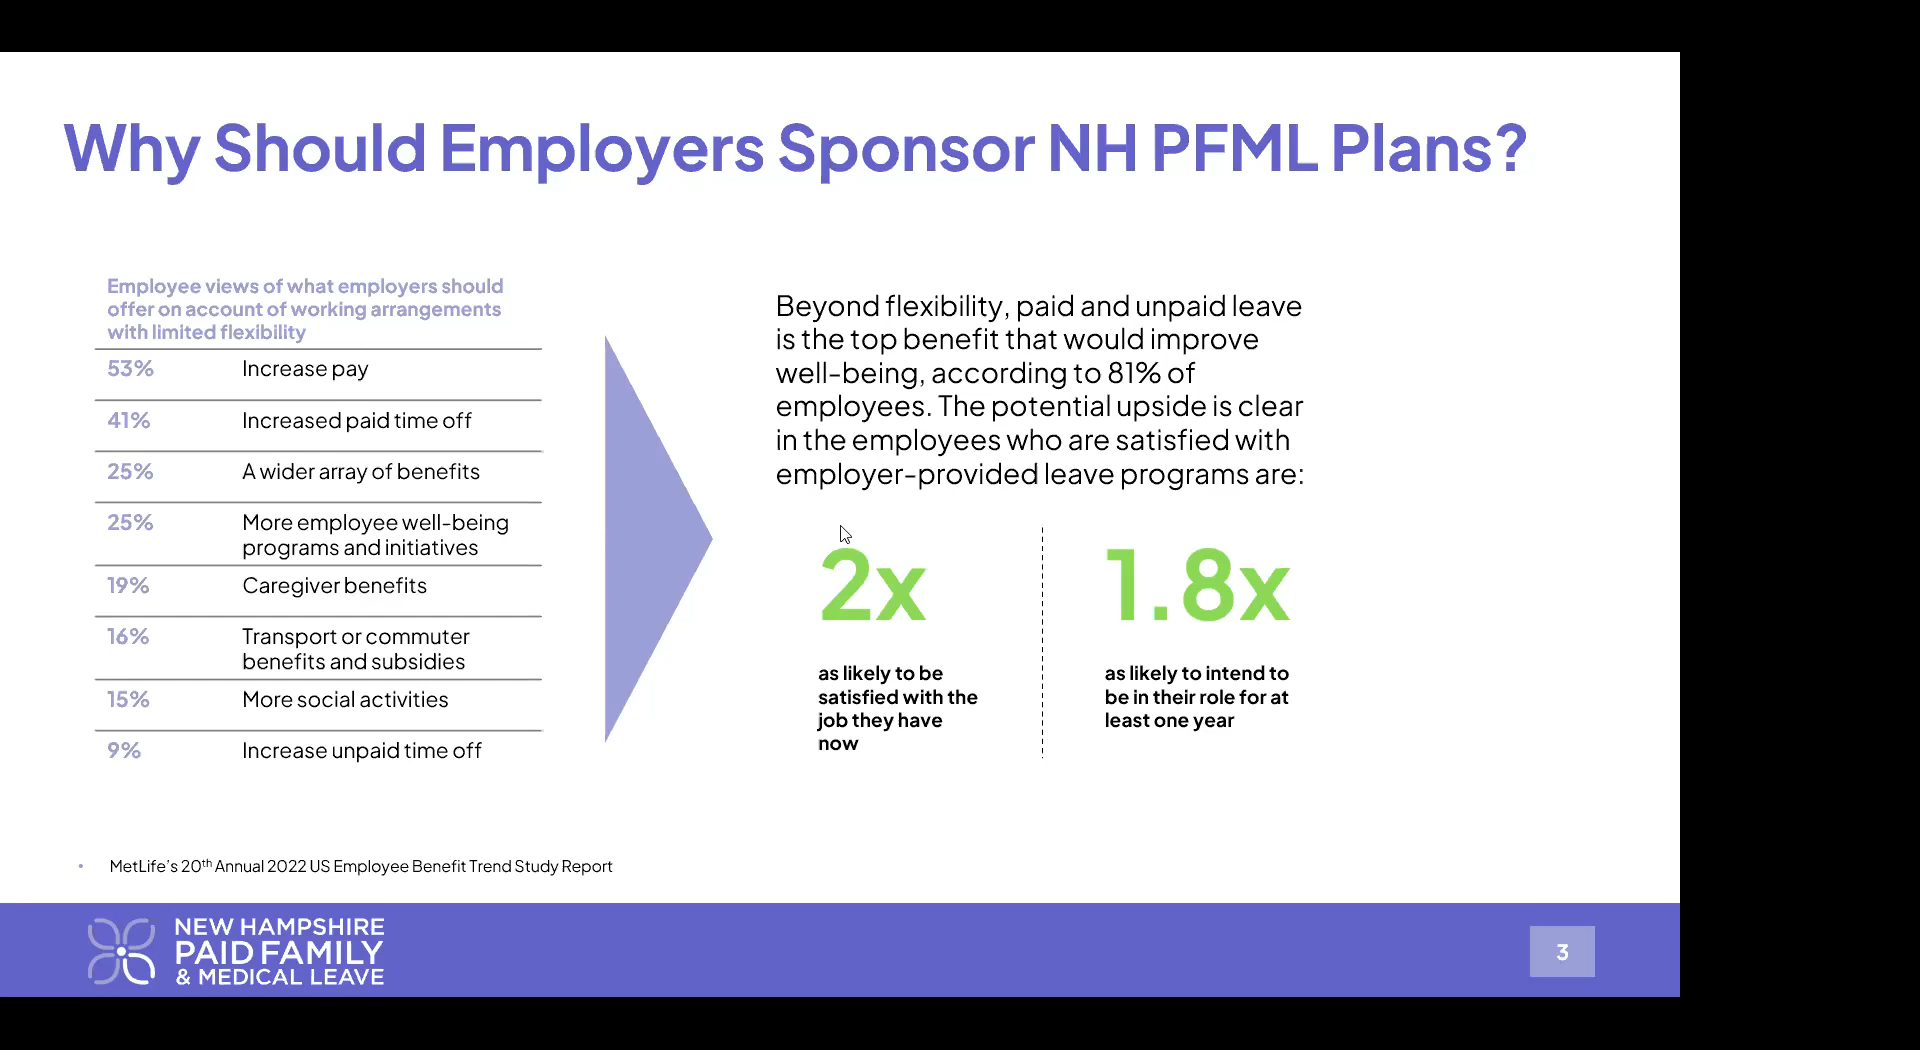 Why Should Employers Sponsor NH PFML Plans?
Employee views of what employers should
offer on account of working arrangements
with limited flexibility
53% Increase pay
41% Increased paid time off
25% A wider array of benefits
25% More employee well-being
programs and initiatives
19% Caregiver benefits
16% Transport or commuter
benefits and subsidies
15% More social activities
9% Increase unpaid time off
Beyond flexibility, paid and unpaid leave
is the top benefit that would improve
well-being, according to 81% of
employees. The potential upside is clear
in the employees who are satisfied with
employer-provided leave programs are:
2x
as likely to be
satisfied with the
job they have
now
1.8x
as likely to intend to
be in their role for at
least one year
• MetLife’s 20th Annual 2022 US Employee Benefit Trend Study Report
NEW HAMPSHIRE
PAID FAMILY
& MEDICAL LEAVE
3